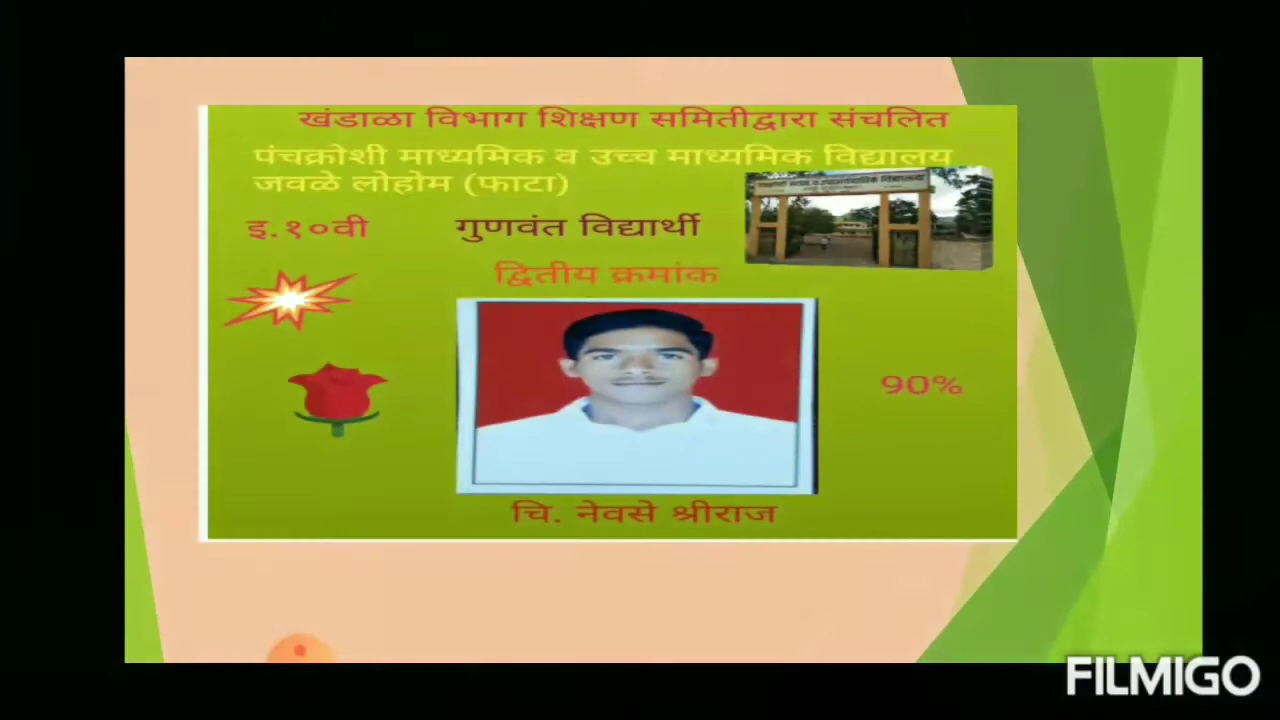 खंडाळा विभाग शिक्षण समितीद्वारा संचलित
पंचक्रोशी माध्यमिक व उच्च माध्यमिक विद्यालय
जवळे लोहोम (फाटा)
इ.१०वी
गुणवंत विद्यार्थी
द्वितीय क्रमांक
90%
चि. नेवसे श्रीराज
FILMIGO